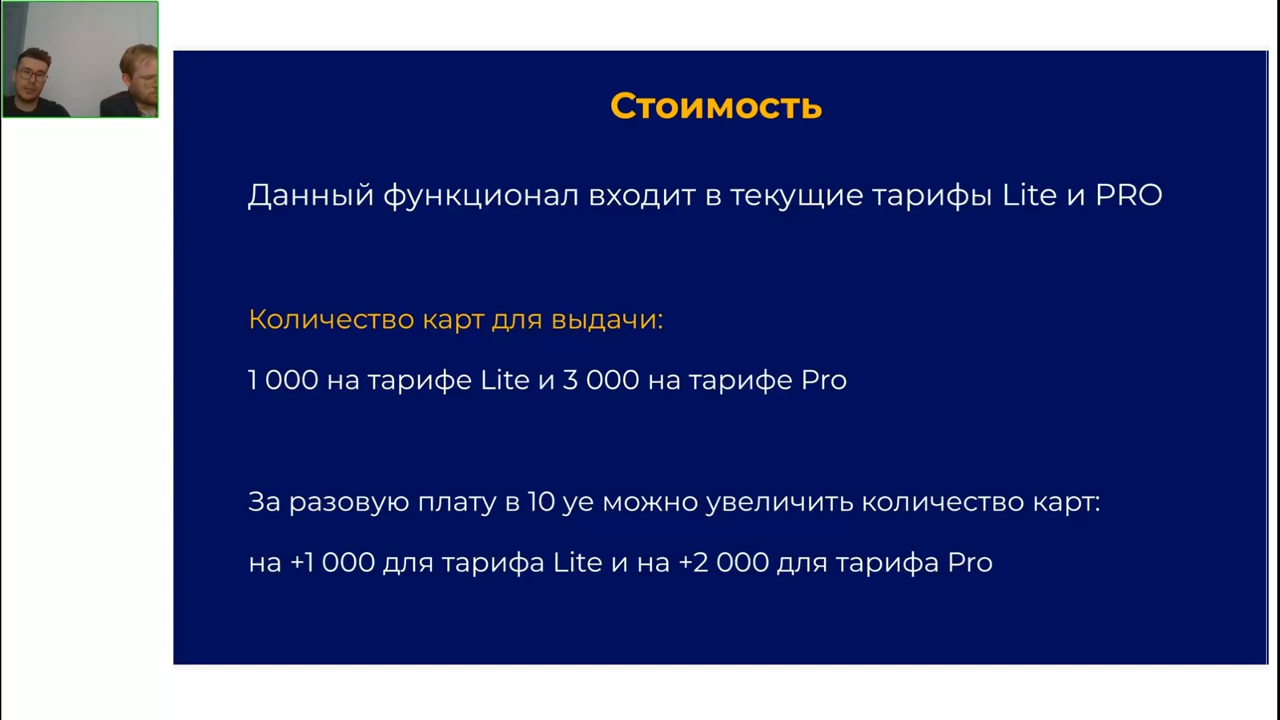 Стоимость
Данный функционал входит в текущие тарифы Lite и PRO
Количество карт для выдачи:
1 000 на тарифе Lite и 3 000 на тарифе Pro
За разовую плату в 10 уе можно увеличить количество карт:
на +1 000 для тарифа Lite и на +2 000 для тарифа Pro